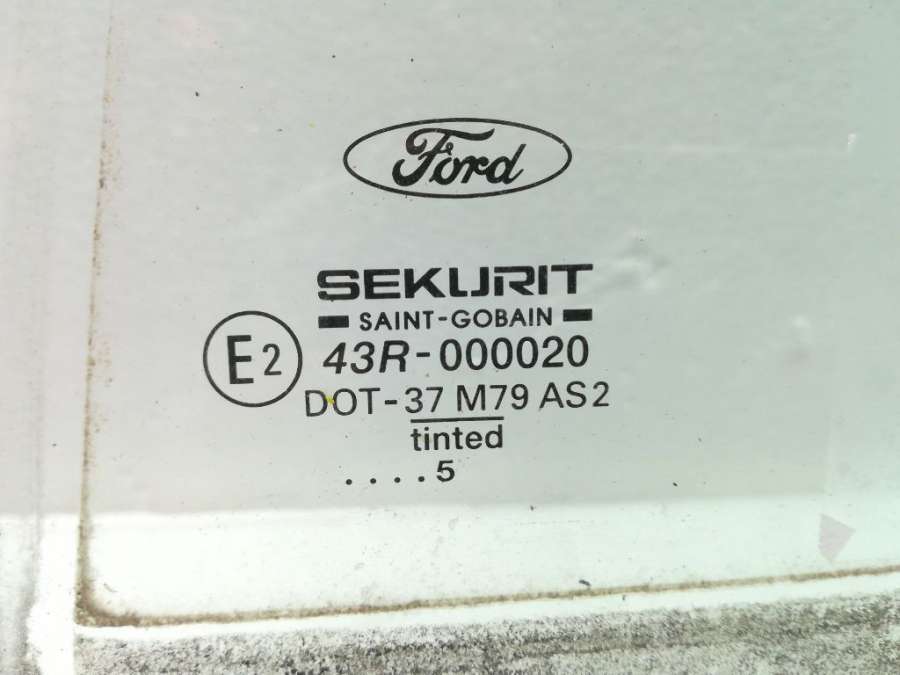 Ford
SEKURIT
SAINT-GOBAIN
E2 43R-000020
DOT-37 M79 AS2
tinted
....5